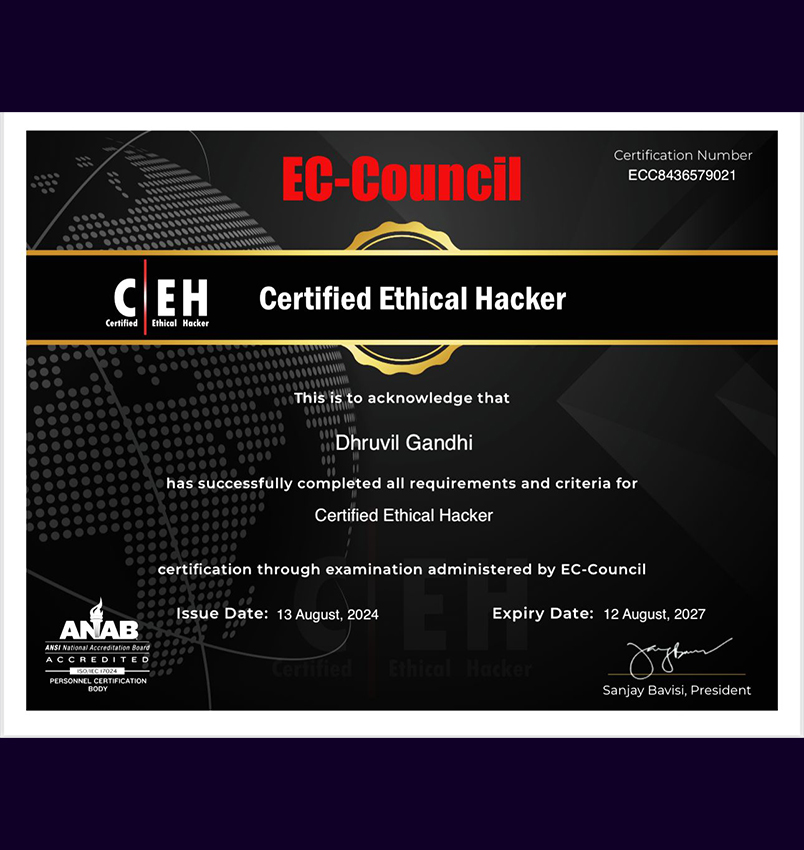 Certification Number
ECC8436579021
EC-Council
C EH
Certified Ethical Hacker
Certified Ethical Hacker
This is to acknowledge that
Dhruvil Gandhi
has successfully completed all requirements and criteria for
Certified Ethical Hacker
certification through examination administered by EC-Council
Issue Date: 13 August, 2024
Expiry Date: 12 August, 2027
C EH
Certified Ethical Hacker
ANAB
ANSI National Accreditation Board
ACCREDITED
ISO/IEC 17024
PERSONNEL CERTIFICATION
BODY
Sanjay Bavisi, President